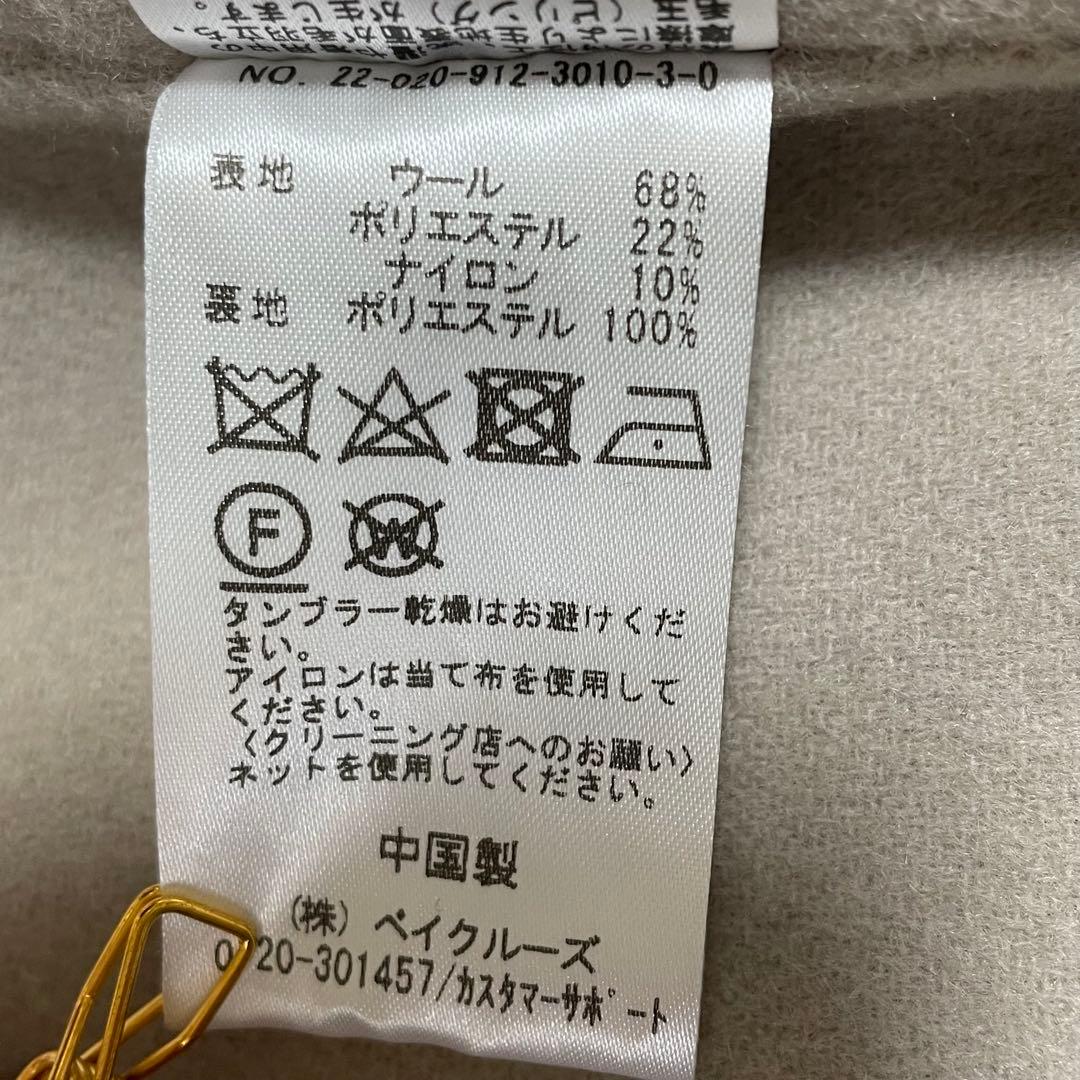 NO. 22-020-912-3010-3-0
表地 ウール 68%
ポリエステル 22%
ナイロン 10%
裏地 ポリエステル 100%
F
W
タンブラー乾燥はお避けくだ
さい。
アイロンは当て布を使用して
ください。
〈クリーニング店へのお願い〉
ネットを使用してください。
中国製
(株) ベイクルーズ
20-301457/カスタマーサポート